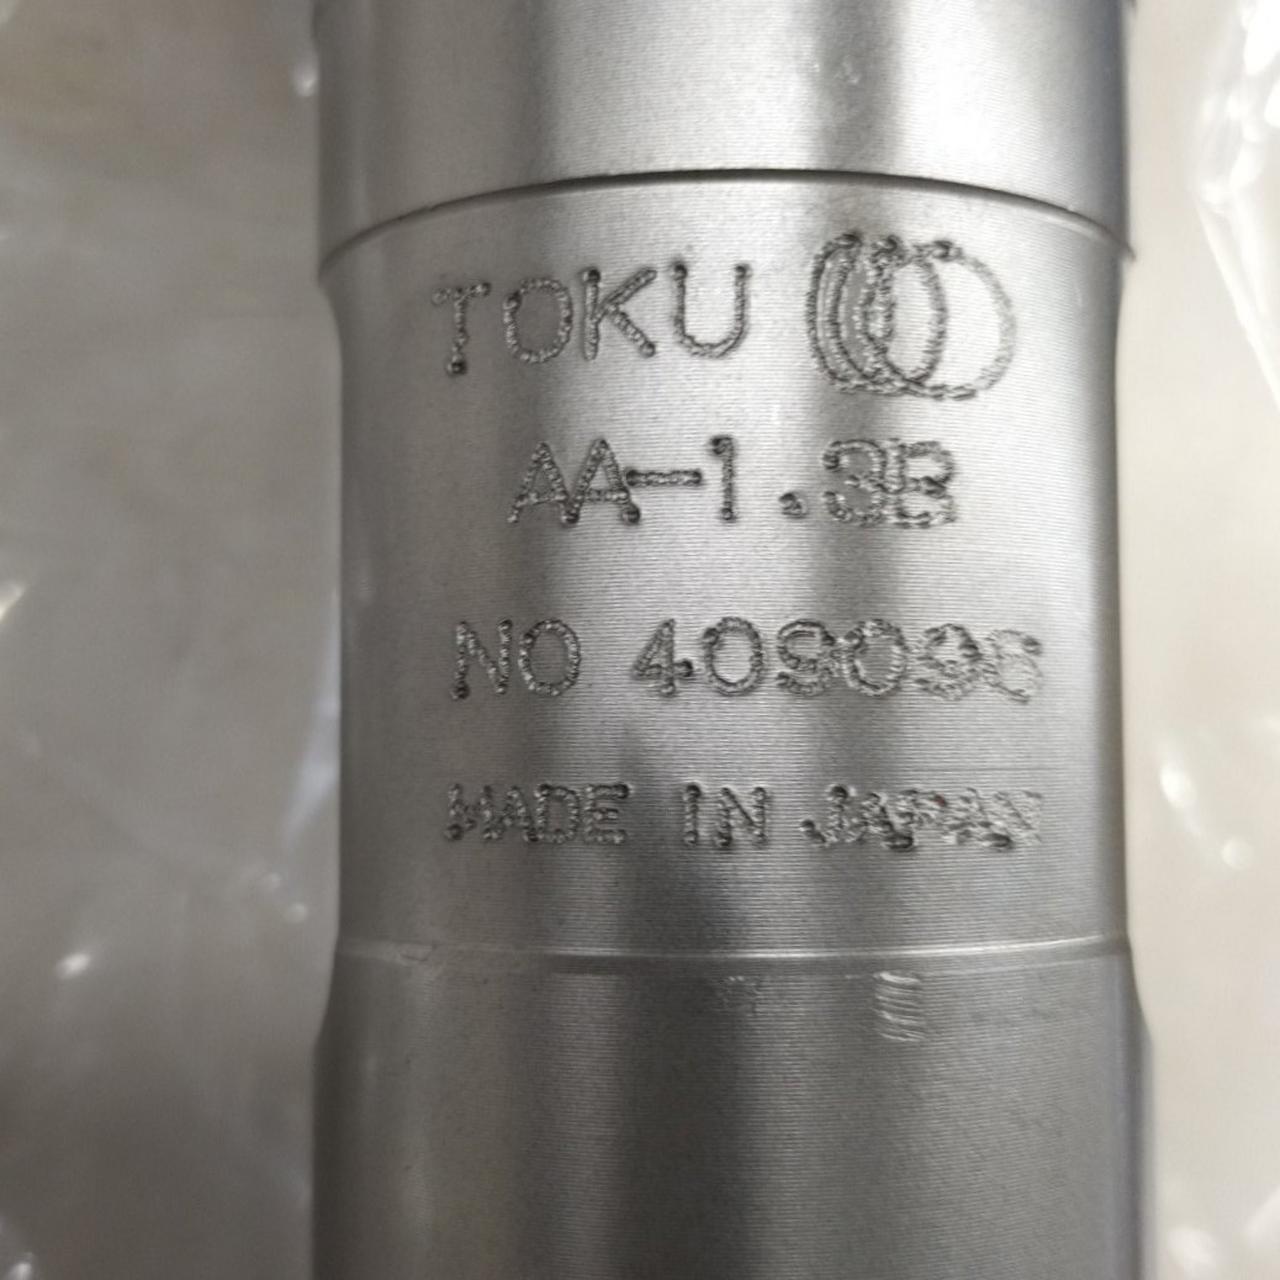 TOKU
AA-1.3B
NO 409096
MADE IN JAPAN